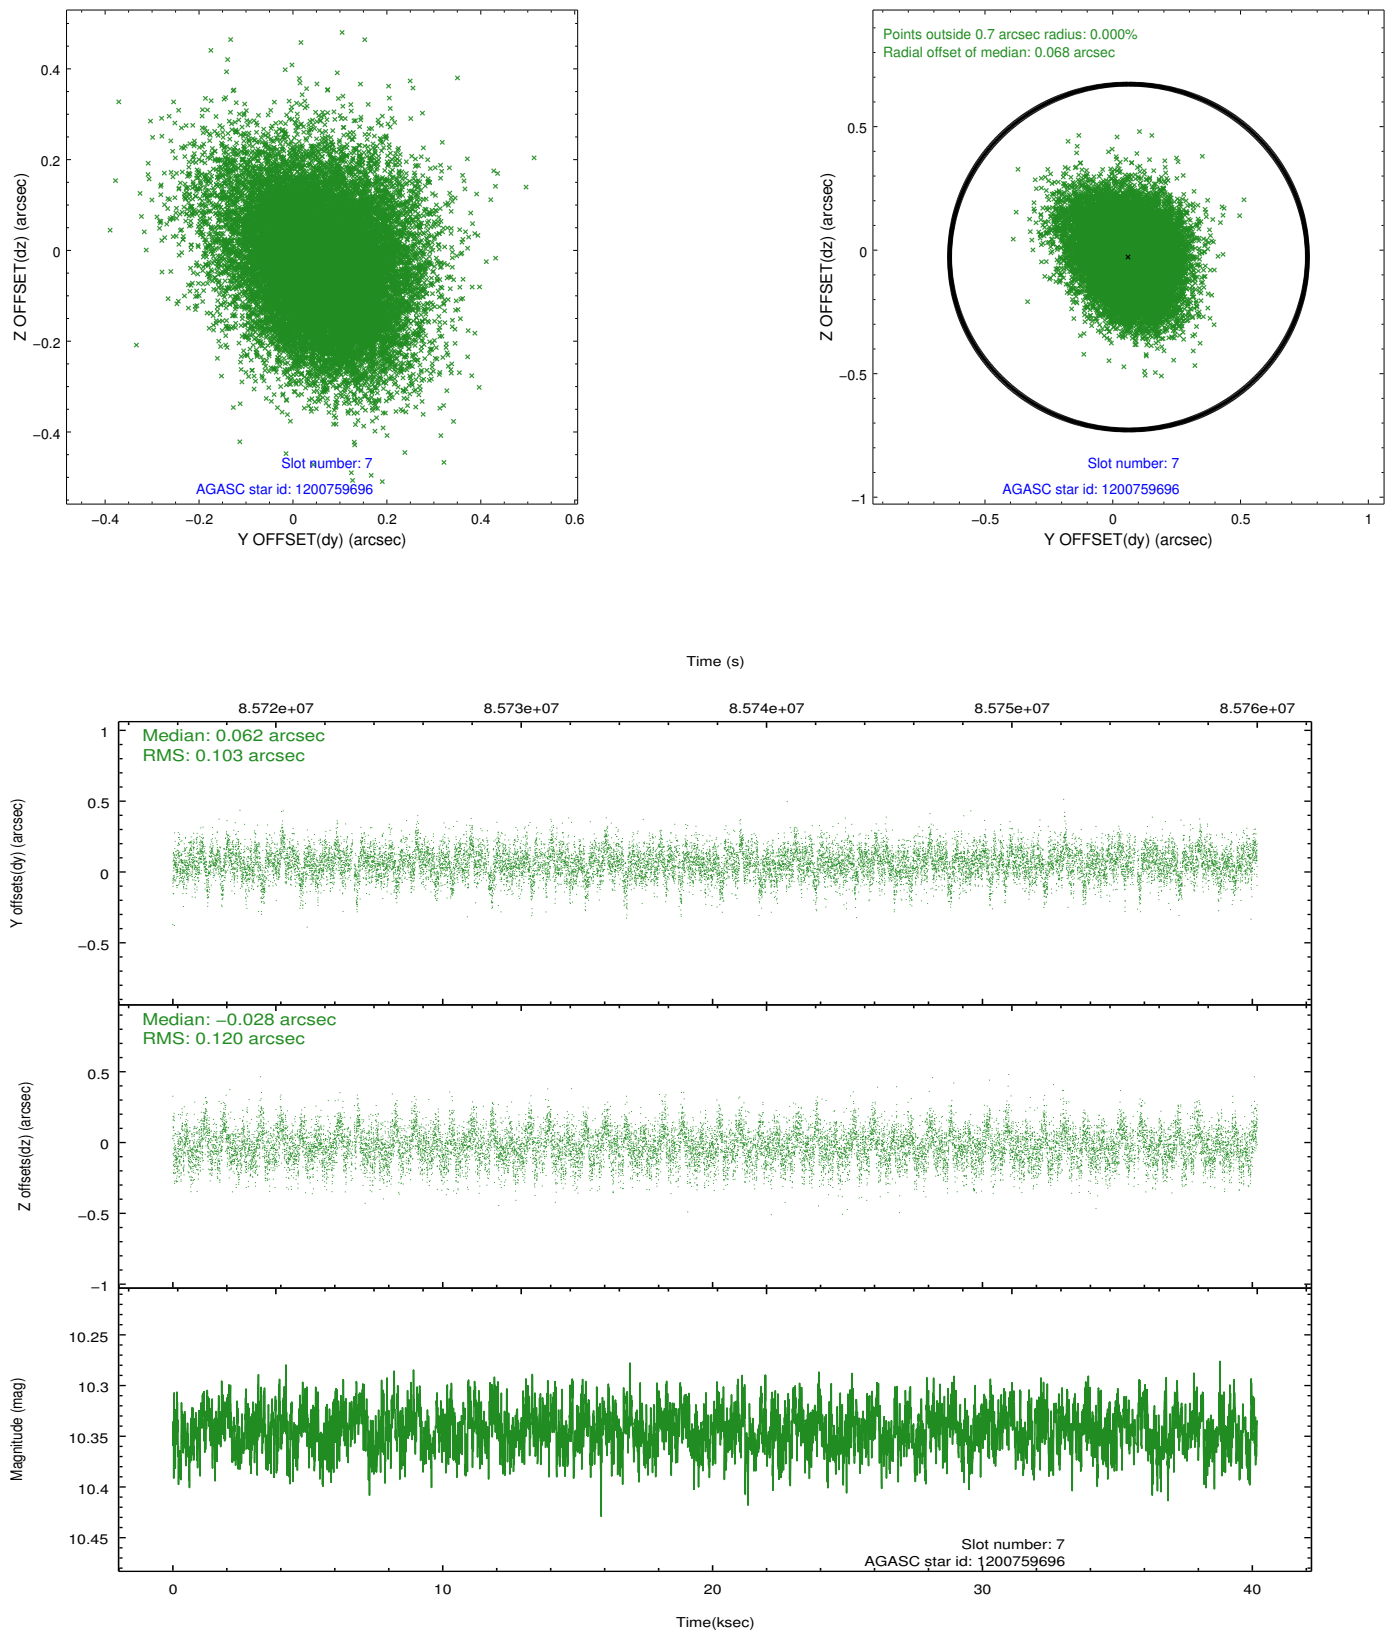 0.4
0.2
0
−0.2
−0.4
Z OFFSET(dz) (arcsec)
Slot number: 7
AGASC star id: 1200759696
−0.4 −0.2 0 0.2 0.4 0.6
Y OFFSET(dy) (arcsec)
Points outside 0.7 arcsec radius: 0.000%
Radial offset of median: 0.068 arcsec
0.5
0
−0.5
−1
Z OFFSET(dz) (arcsec)
Slot number: 7
AGASC star id: 1200759696
−0.5 0 0.5 1
Y OFFSET(dy) (arcsec)
Time (s)
8.572e+07 8.573e+07 8.574e+07 8.575e+07 8.576e+07
Median: 0.062 arcsec
RMS: 0.103 arcsec
1
0.5
0
−0.5
Y offsets(dy) (arcsec)
Median: −0.028 arcsec
RMS: 0.120 arcsec
0.5
0
−0.5
−1
Z offsets(dz) (arcsec)
10.25
10.3
10.35
10.4
10.45
Magnitude (mag)
Slot number: 7
AGASC star id: 1200759696
0 10 20 30 40
Time(ksec)